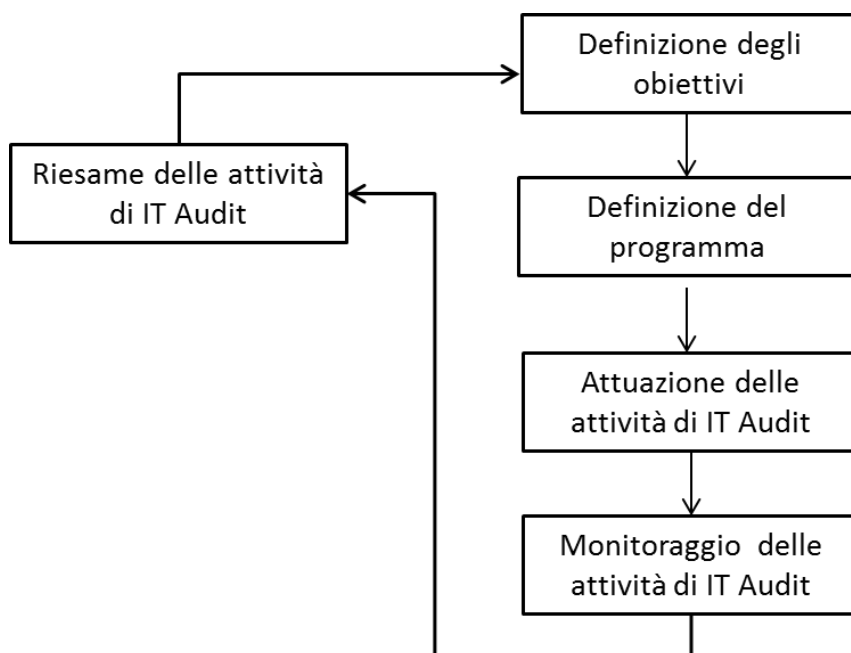 Definizione degli
obiettivi
Riesame delle attività
di IT Audit
Definizione del
programma
Attuazione delle
attività di IT Audit
Monitoraggio delle
attività di IT Audit